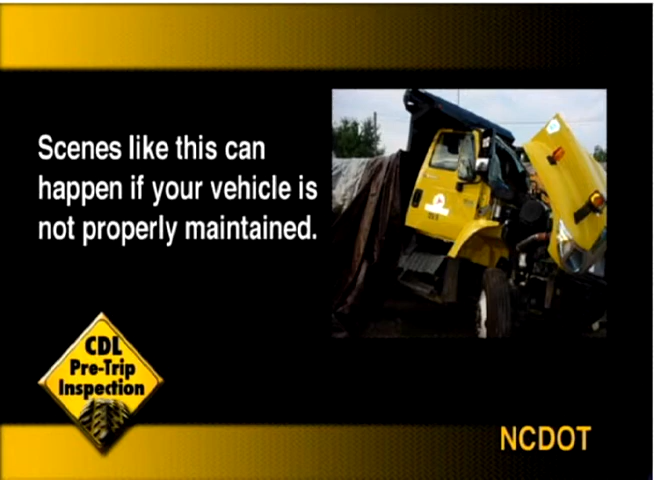 Scenes like this can
happen if your vehicle is
not properly maintained.
CDL
Pre-Trip
Inspection
NCDOT